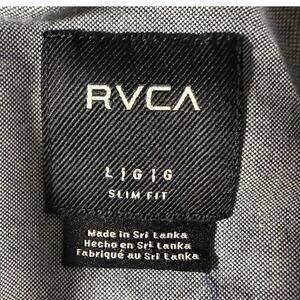 RVCA
L|G|G
SLIM FIT
Made in Sri Lanka
Hecho en Sri Lanka
Fabriqué au Sri Lanka